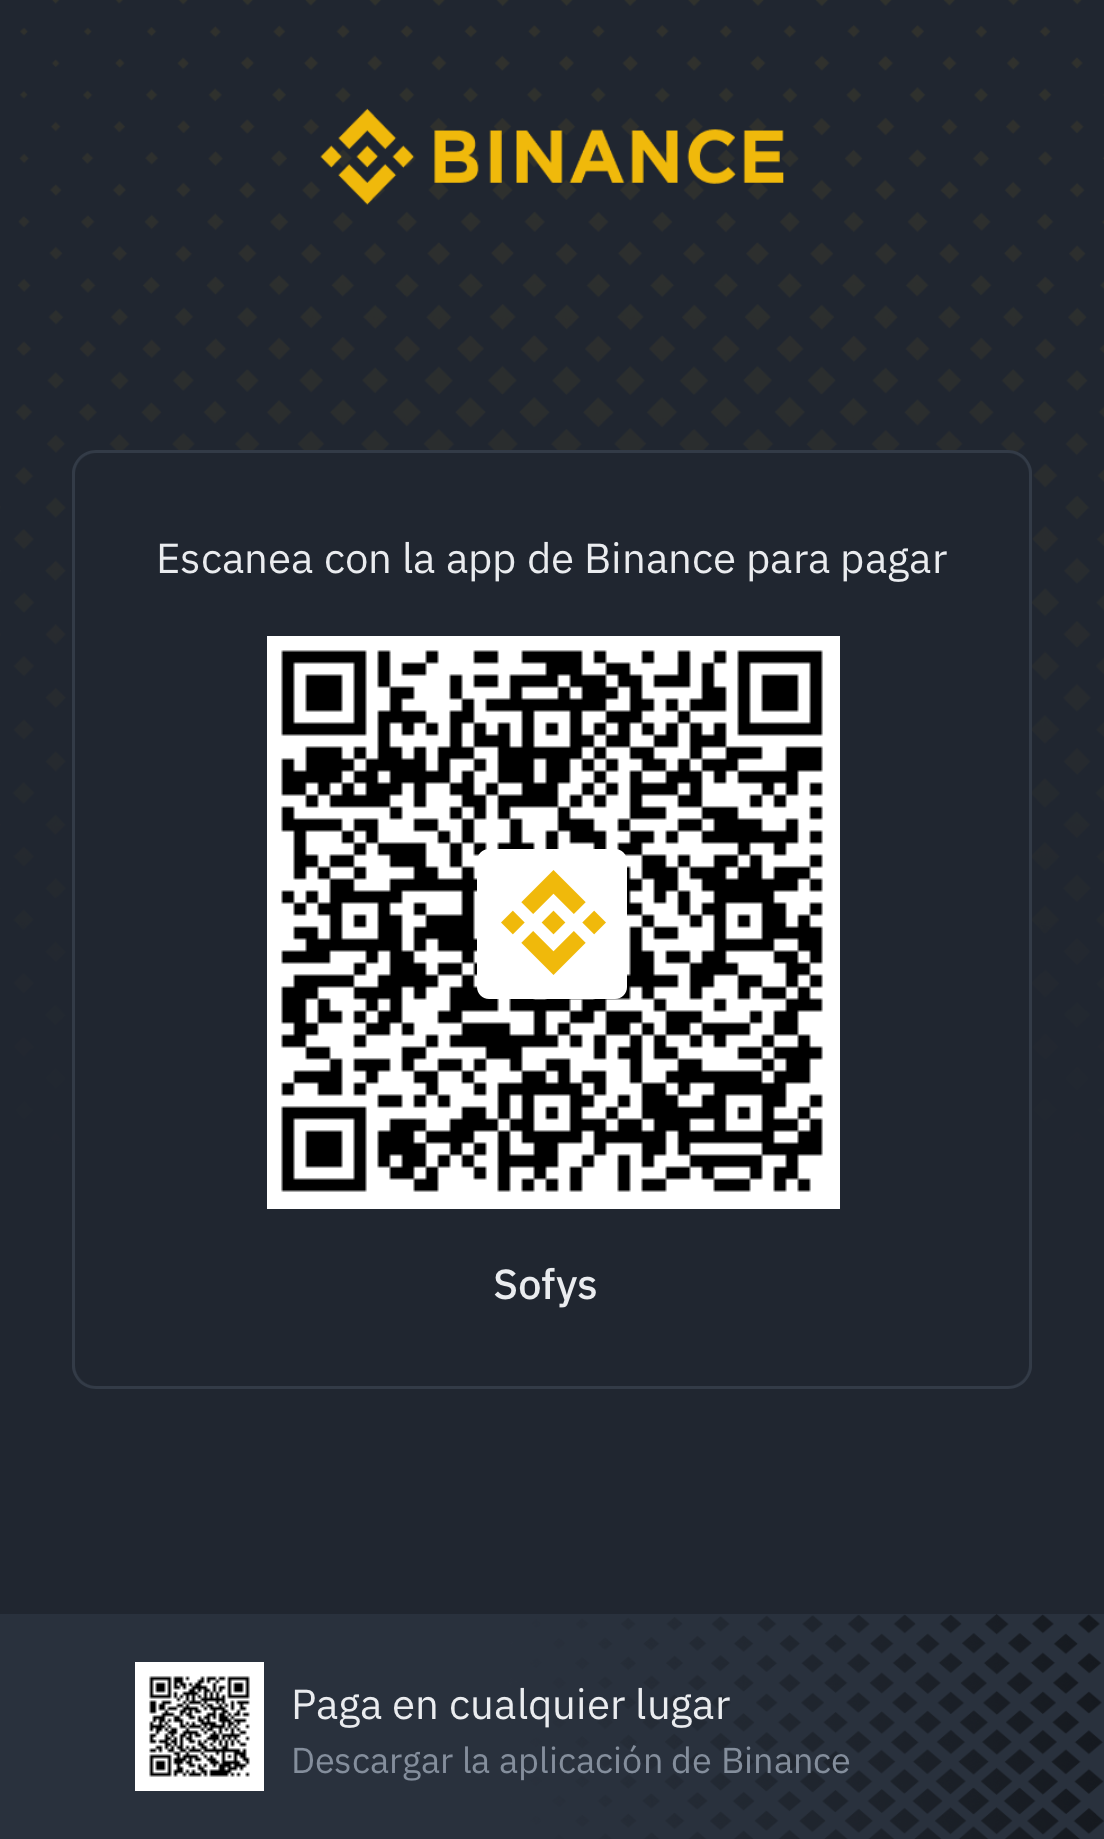 BINANCE
Escanea con la app de Binance para pagar
Sofys
Paga en cualquier lugar
Descargar la aplicación de Binance